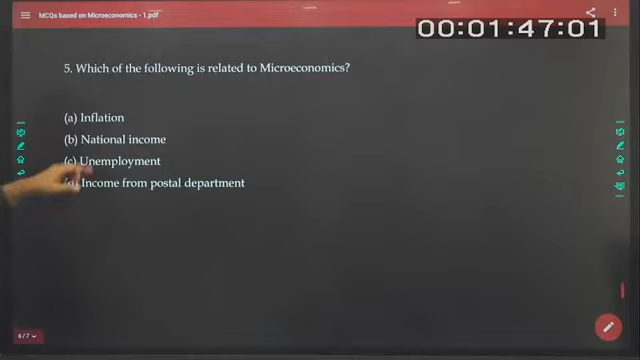 MCQs based on Microeconomics - 1.pdf
00:01:47:01
5. Which of the following is related to Microeconomics?
(a) Inflation
(b) National income
(c) Unemployment
Income from postal department
6/7